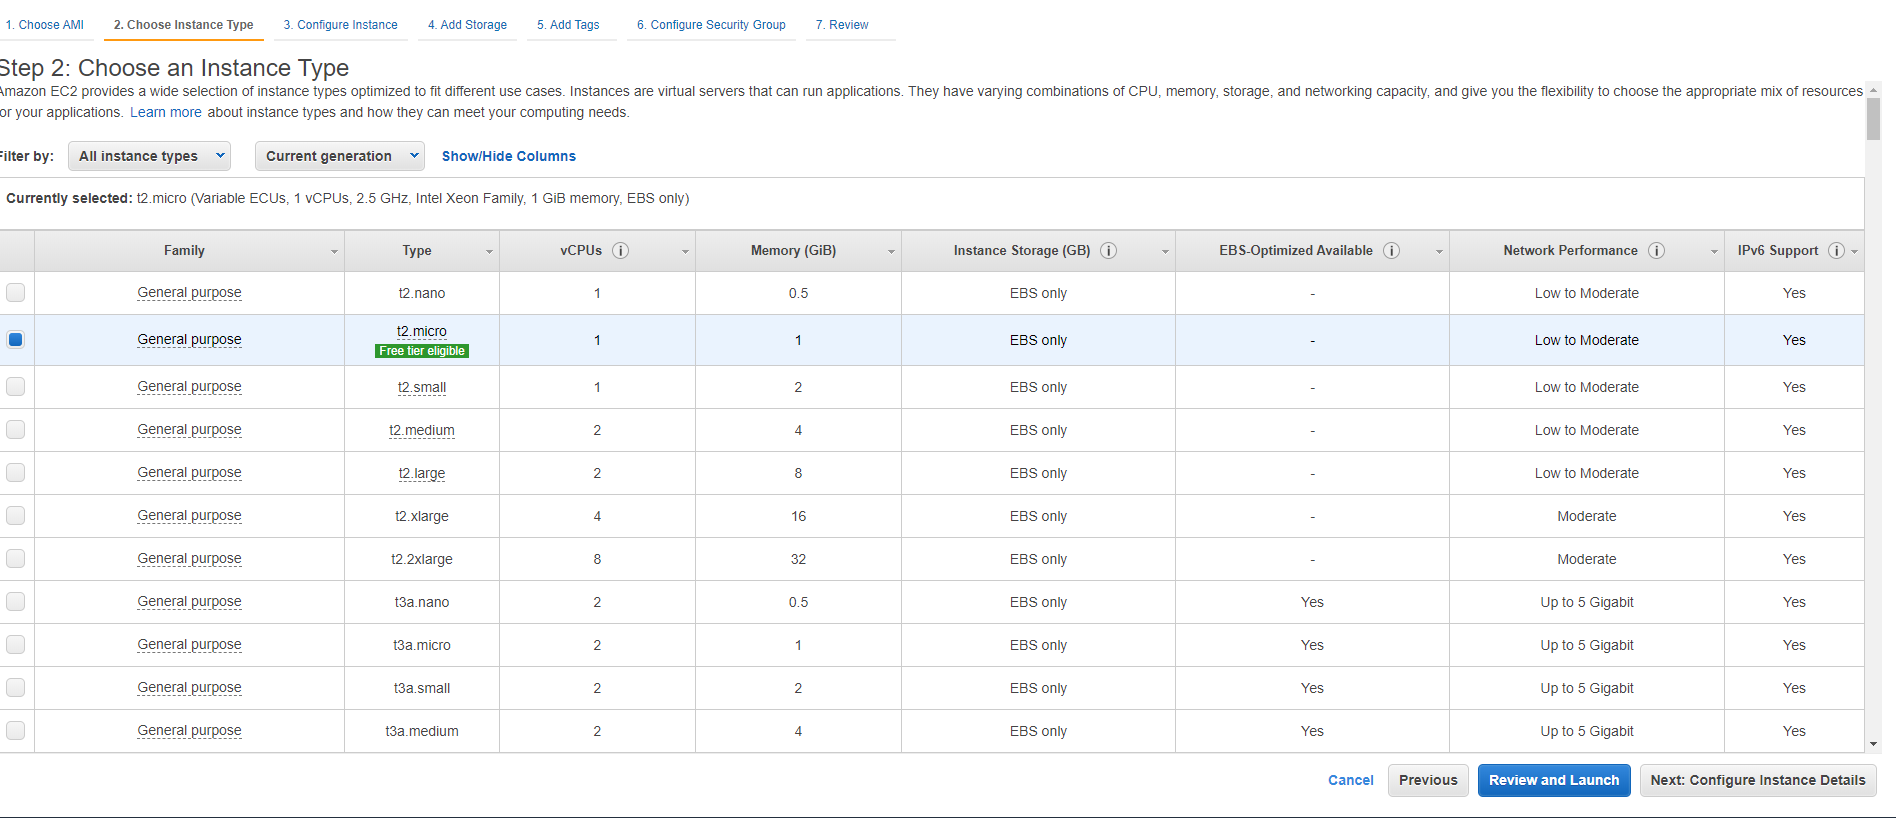 1. Choose AMI 2. Choose Instance Type 3. Configure Instance 4. Add Storage 5. Add Tags 6. Configure Security Group 7. Review
Step 2: Choose an Instance Type
Amazon EC2 provides a wide selection of instance types optimized to fit different use cases. Instances are virtual servers that can run applications. They have varying combinations of CPU, memory, storage, and networking capacity, and give you the flexibility to choose the appropriate mix of resources
for your applications. Learn more about instance types and how they can meet your computing needs.
Filter by: All instance types Current generation Show/Hide Columns
Currently selected: t2.micro (Variable ECUs, 1 vCPUs, 2.5 GHz, Intel Xeon Family, 1 GiB memory, EBS only)
Family Type vCPUs i Memory (GiB) Instance Storage (GB) i EBS-Optimized Available i Network Performance i IPv6 Support i
General purpose t2.nano 1 0.5 EBS only - Low to Moderate Yes
General purpose t2.micro 1 1 EBS only - Low to Moderate Yes
Free tier eligible
General purpose t2.small 1 2 EBS only - Low to Moderate Yes
General purpose t2.medium 2 4 EBS only - Low to Moderate Yes
General purpose t2.large 2 8 EBS only - Low to Moderate Yes
General purpose t2.xlarge 4 16 EBS only - Moderate Yes
General purpose t2.2xlarge 8 32 EBS only - Moderate Yes
General purpose t3a.nano 2 0.5 EBS only Yes Up to 5 Gigabit Yes
General purpose t3a.micro 2 1 EBS only Yes Up to 5 Gigabit Yes
General purpose t3a.small 2 2 EBS only Yes Up to 5 Gigabit Yes
General purpose t3a.medium 2 4 EBS only Yes Up to 5 Gigabit Yes
Cancel Previous Review and Launch Next: Configure Instance Details